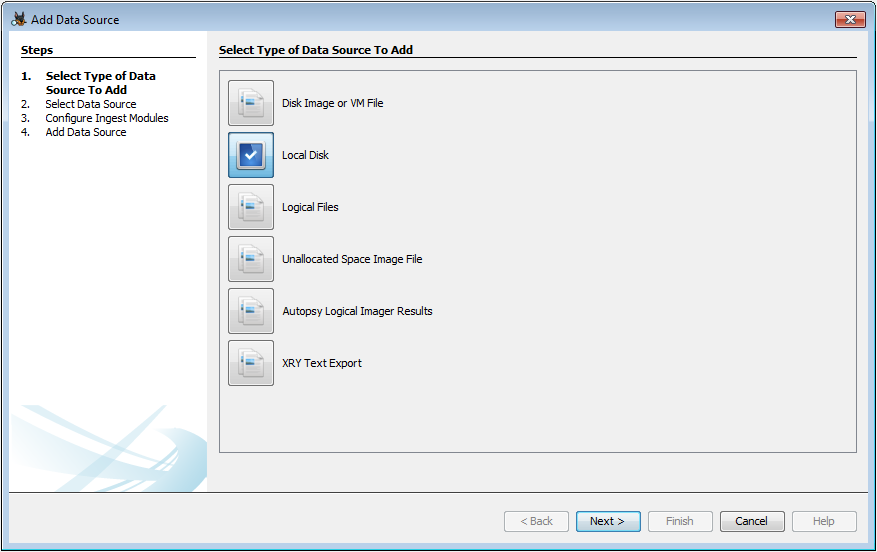 Add Data Source
Steps
1. Select Type of Data
Source To Add
2. Select Data Source
3. Configure Ingest Modules
4. Add Data Source
Select Type of Data Source To Add
Disk Image or VM File
Local Disk
Logical Files
Unallocated Space Image File
Autopsy Logical Imager Results
XRY Text Export
< Back
Next >
Finish
Cancel
Help